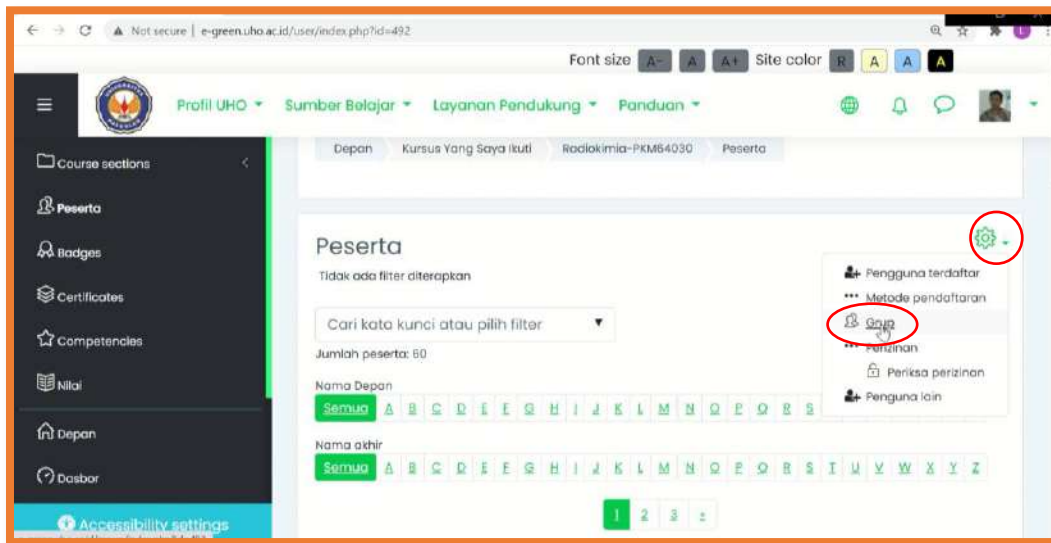 Not secure | e-green.uho.ac.id/user/index.php?id=492
Font size A- A A+ Site color R A A A
Profil UHO Sumber Belajar Layanan Pendukung Panduan
Depan Kursus Yang Saya Ikuti Radiokimia-PKM64030 Peserta
Course sections
Peserta
Badges
Certificates
Competencies
Nilai
Depan
Dasbor
Accessibility settings
Peserta
Tidak ada filter diterapkan
Cari kata kunci atau pilih filter
Jumlah peserta: 60
Pengguna terdaftar
Metode pendaftaran
Grup
Perizinan
Periksa perizinan
Penguna lain
Nama Depan
Semua A B C D E F G H I J K L M N O P Q R S
Nama akhir
Semua A B C D E F G H I J K L M N O P Q R S T U V W X Y Z
1 2 3 »